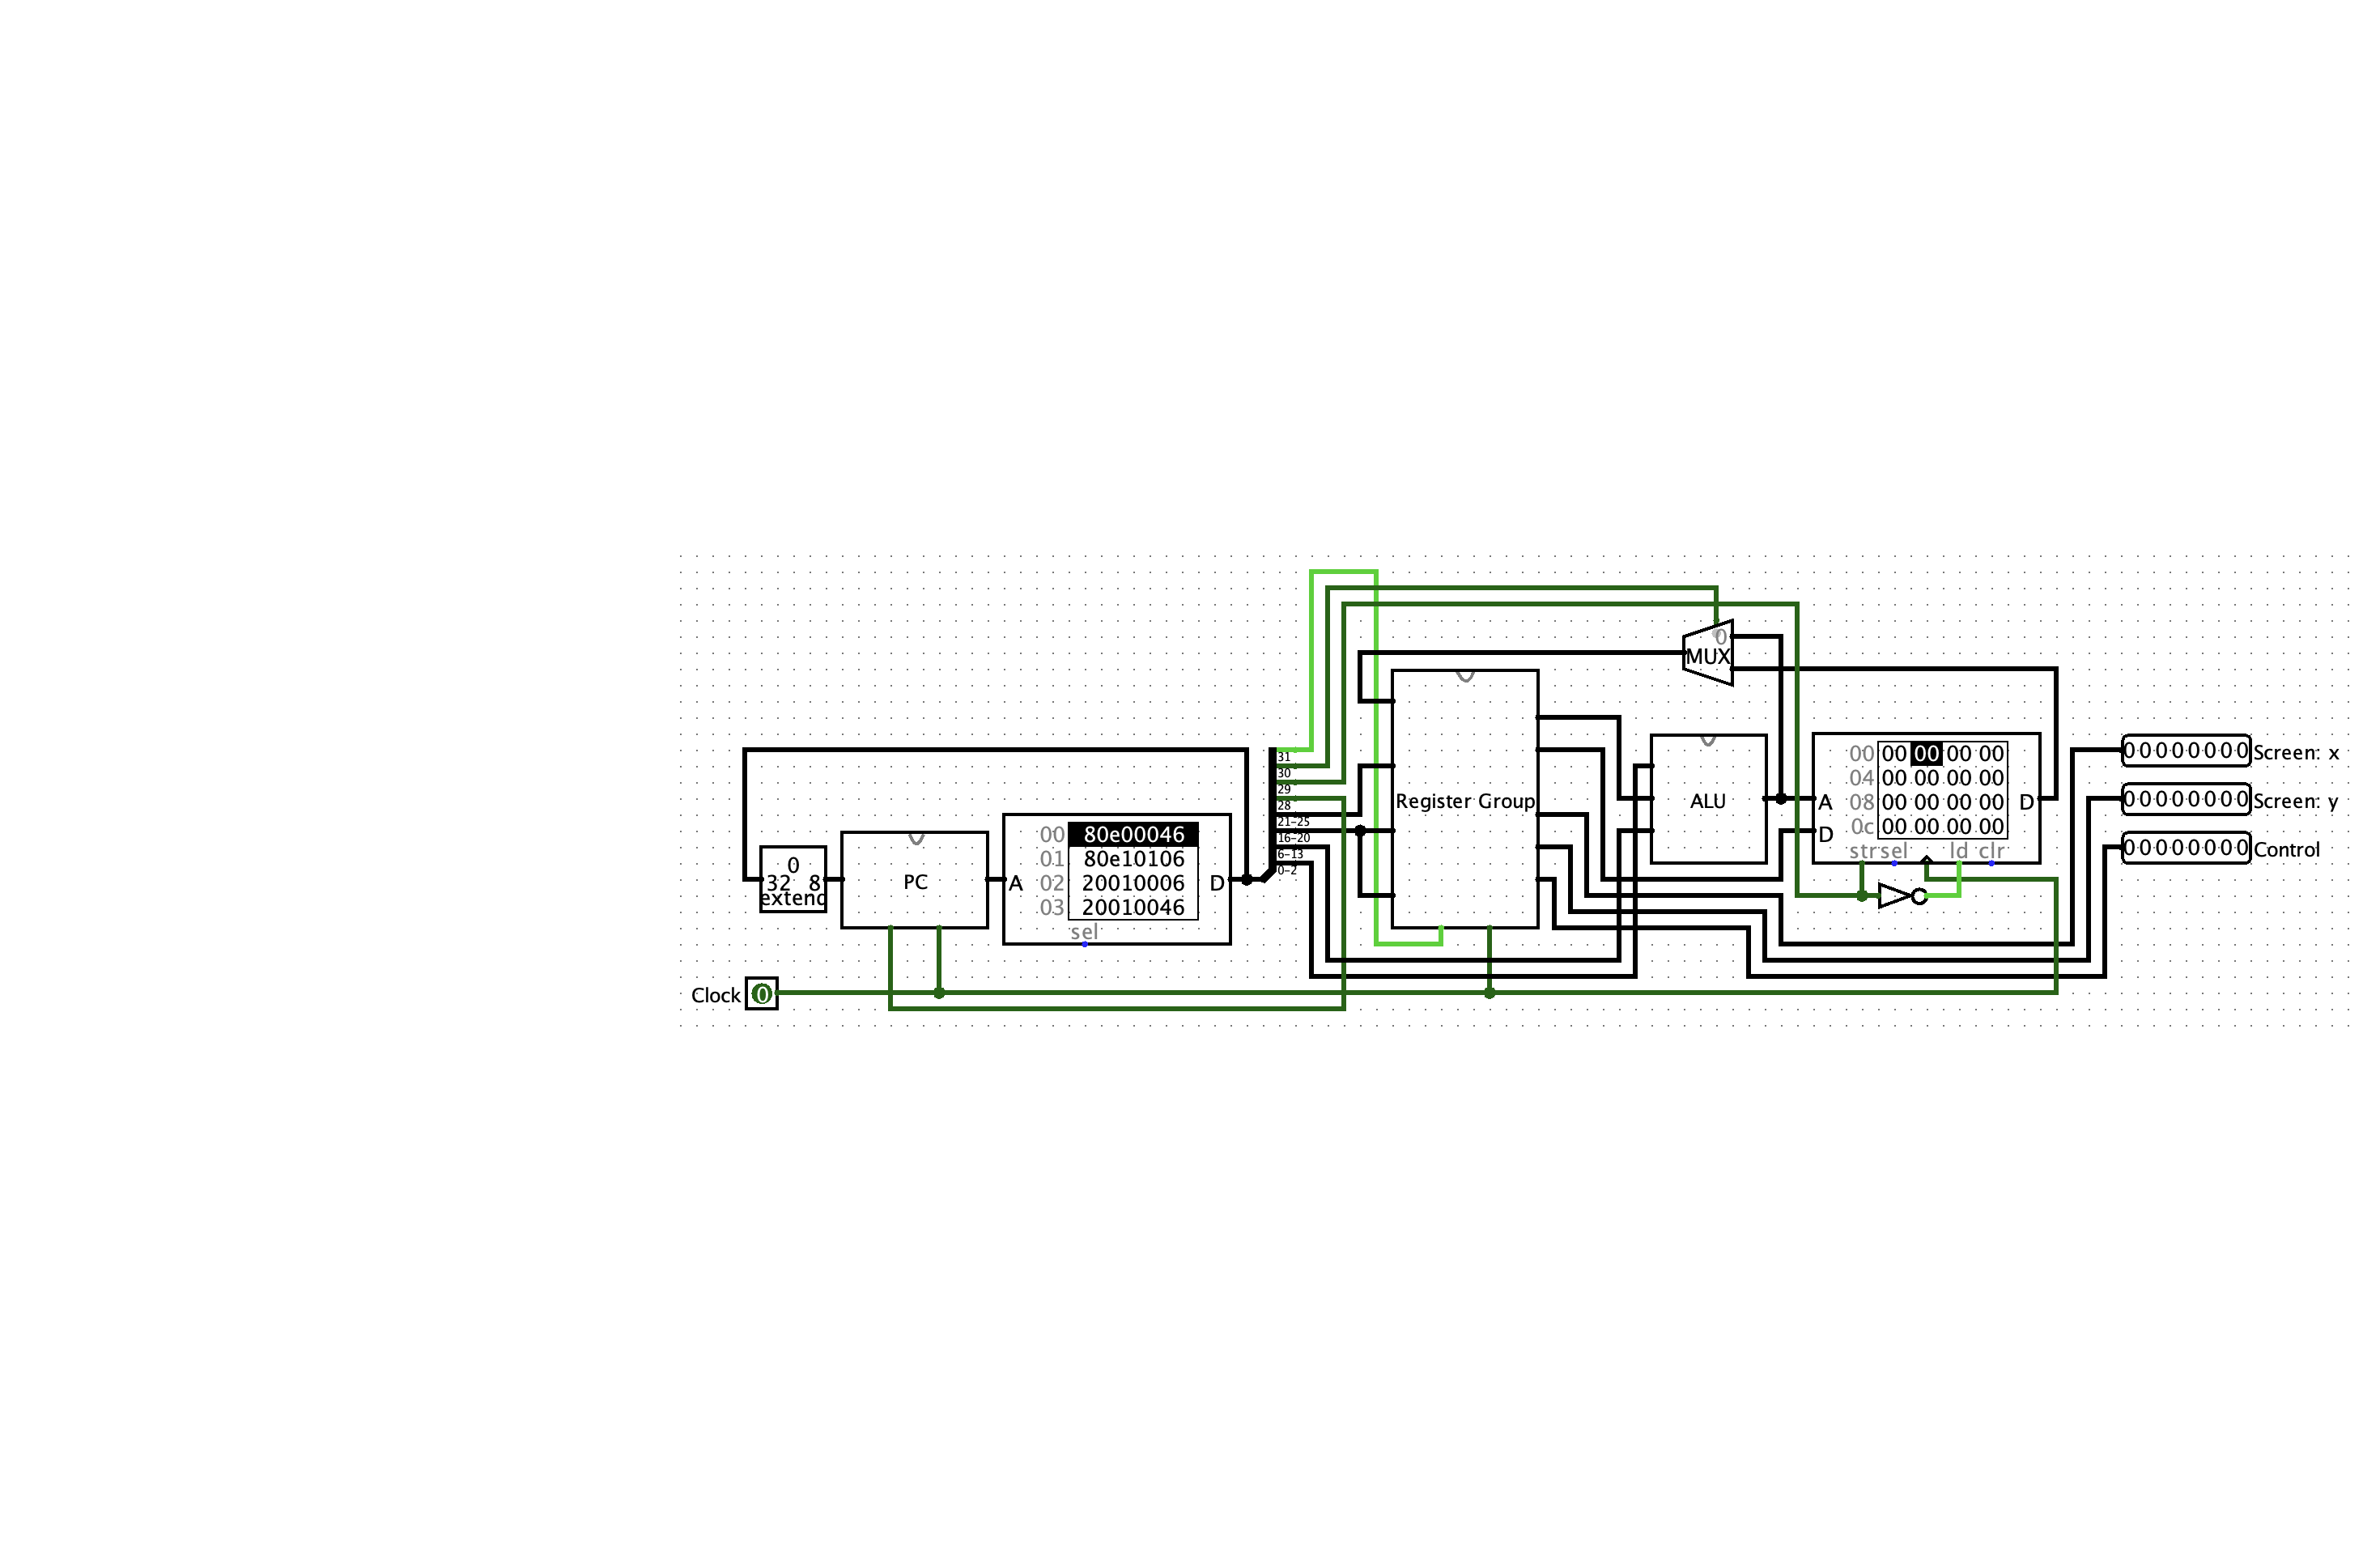 0
MUX
31
30
29
28
21-25
16-20
6-13
0-2
Register Group
ALU
00 00 00 00 00
04 00 00 00 00
08 00 00 00 00
0c 00 00 00 00
A
D
D
str sel ld clr
00000000 Screen: x
00000000 Screen: y
00000000 Control
0
32 8
extend
PC
A
00 80e00046
01 80e10106
02 20010006
03 20010046
D
sel
Clock 0